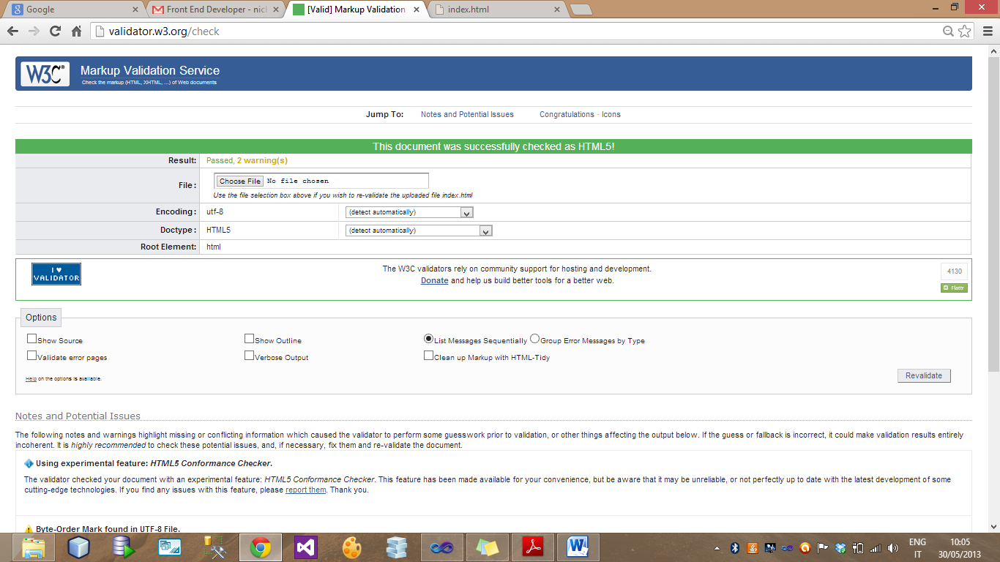 Google
Front End Developer - nicl
[Valid] Markup Validation
index.html
validator.w3.org/check
W3C® Markup Validation Service
Check the markup (HTML, XHTML, ...) of Web documents
Jump To: Notes and Potential Issues Congratulations · Icons
This document was successfully checked as HTML5!
Result: Passed, 2 warning(s)
File : Choose File No file chosen
Use the file selection box above if you wish to re-validate the uploaded file index.html
Encoding : utf-8 (detect automatically)
Doctype : HTML5 (detect automatically)
Root Element: html
I ♥
VALIDATOR
The W3C validators rely on community support for hosting and development.
Donate and help us build better tools for a better web.
4130
Flattr
Options
Show Source Show Outline List Messages Sequentially Group Error Messages by Type
Validate error pages Verbose Output Clean up Markup with HTML-Tidy
Help on the options is available.
Revalidate
Notes and Potential Issues
The following notes and warnings highlight missing or conflicting information which caused the validator to perform some guesswork prior to validation, or other things affecting the output below. If the guess or fallback is incorrect, it could make validation results entirely
incoherent. It is highly recommended to check these potential issues, and, if necessary, fix them and re-validate the document.
Using experimental feature: HTML5 Conformance Checker.
The validator checked your document with an experimental feature: HTML5 Conformance Checker. This feature has been made available for your convenience, but be aware that it may be unreliable, or not perfectly up to date with the latest development of some
cutting-edge technologies. If you find any issues with this feature, please report them. Thank you.
Byte-Order Mark found in UTF-8 File.
ENG
IT
10:05
30/05/2013